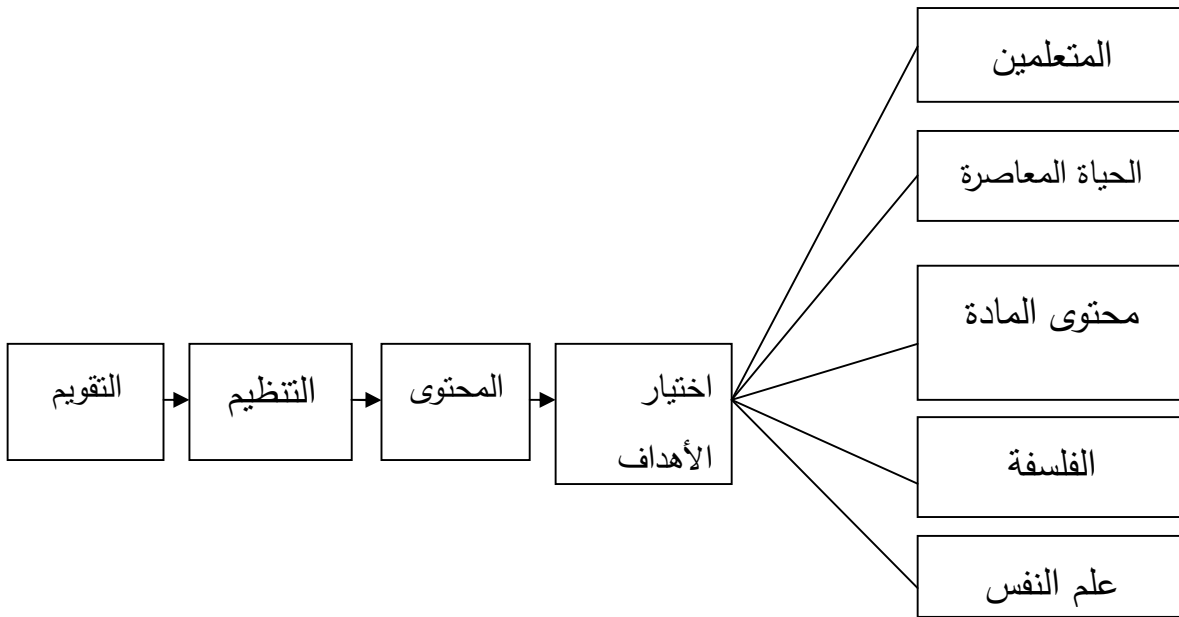 المتعلمين
الحياة المعاصرة
محتوى المادة
الفلسفة
علم النفس
اختيار
الأهداف
المحتوى
التنظيم
التقويم